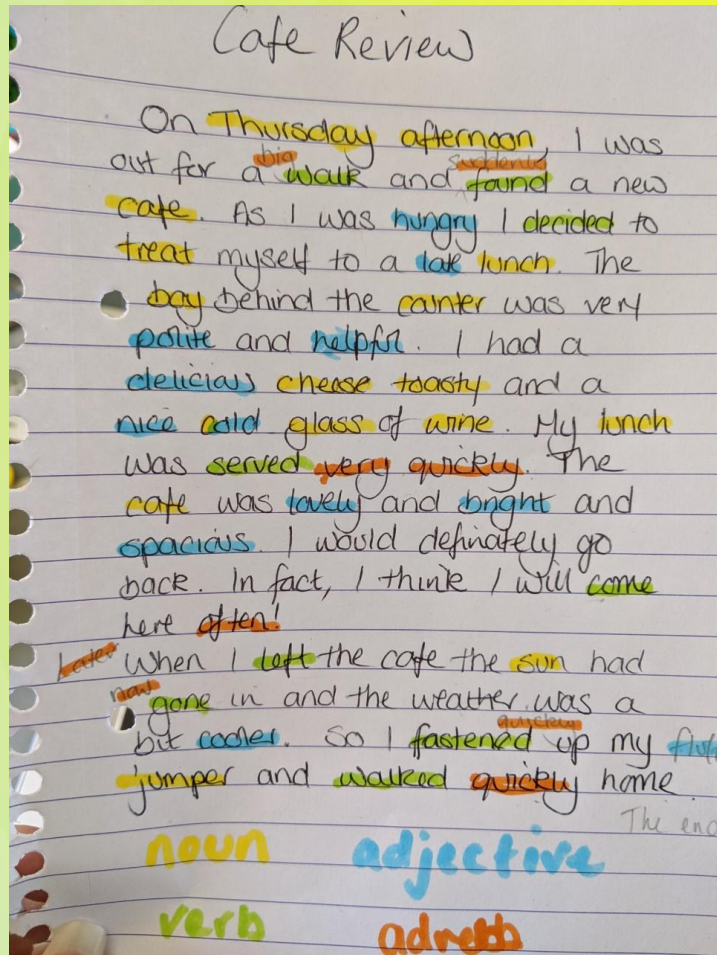 Cafe Review
On Thursday afternoon, I was
big suddenly
out for a walk and found a new
cafe. As I was hungry I decided to
treat myself to a late lunch. The
boy behind the counter was very
polite and helpful. I had a
delicious cheese toasty and a
nice cold glass of wine. My lunch
was served very quickly. The
cafe was lovely and bright and
spacious. I would definately go
back. In fact, I think I will come
here often!
Later When I left the cafe the sun had
now
gone in and the weather was a
quickly
bit cooler. So I fastened up my
jumper and walked quickly home
The end
noun adjective
verb